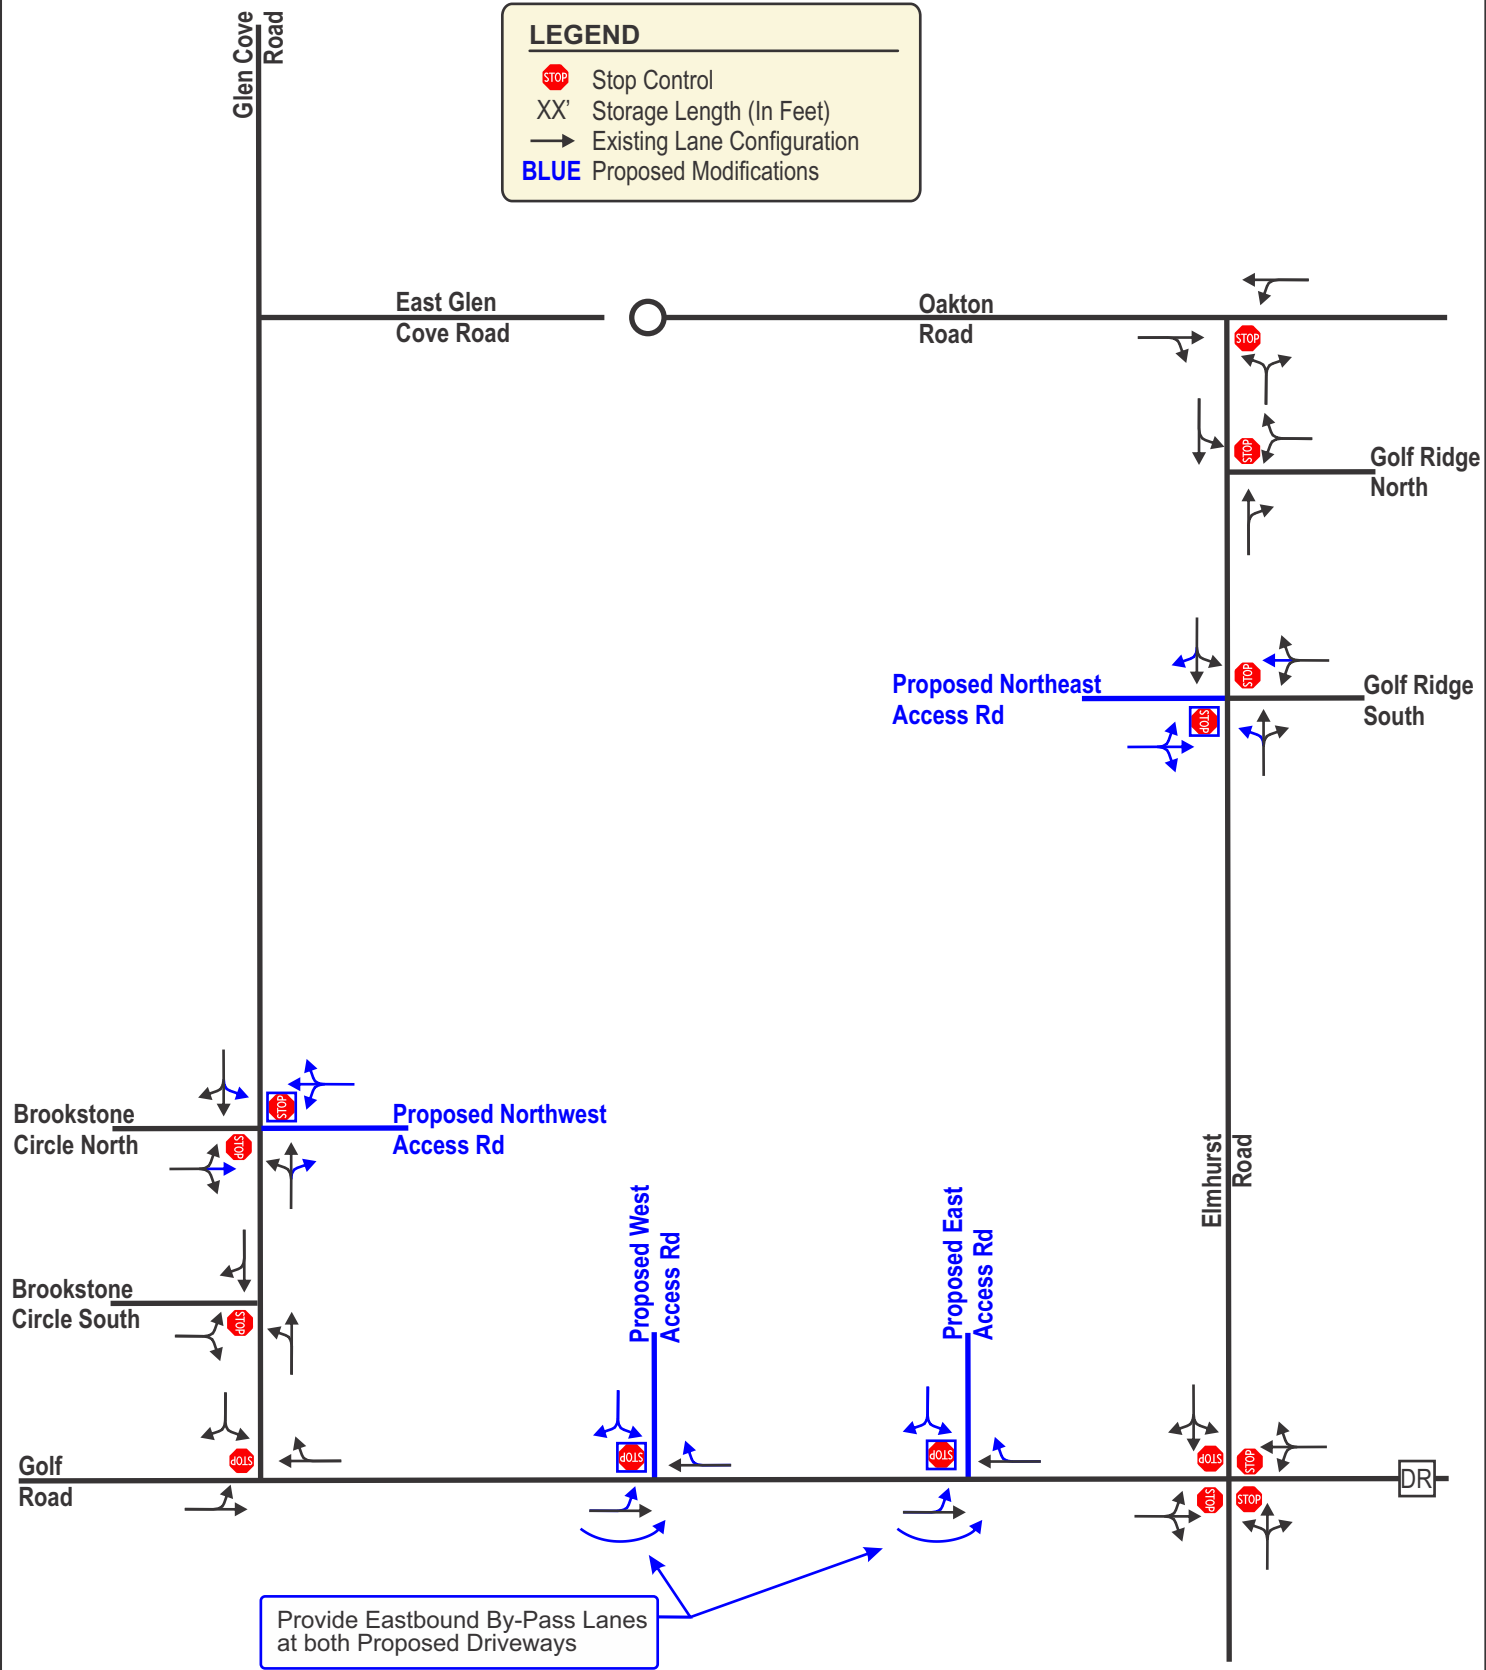 Glen Cove
Road
LEGEND
STOP Stop Control
XX' Storage Length (In Feet)
Existing Lane Configuration
BLUE Proposed Modifications
East Glen
Cove Road
Oakton
Road
STOP
STOP
Golf Ridge
North
STOP
Proposed Northeast
Access Rd
Golf Ridge
South
STOP
STOP
Brookstone
Circle North
Proposed Northwest
Access Rd
STOP
Elmhurst
Road
Proposed West
Access Rd
Proposed East
Access Rd
Brookstone
Circle South
STOP
STOP
STOP
STOP
STOP
STOP
Golf
Road
DR
STOP
STOP
Provide Eastbound By-Pass Lanes
at both Proposed Driveways